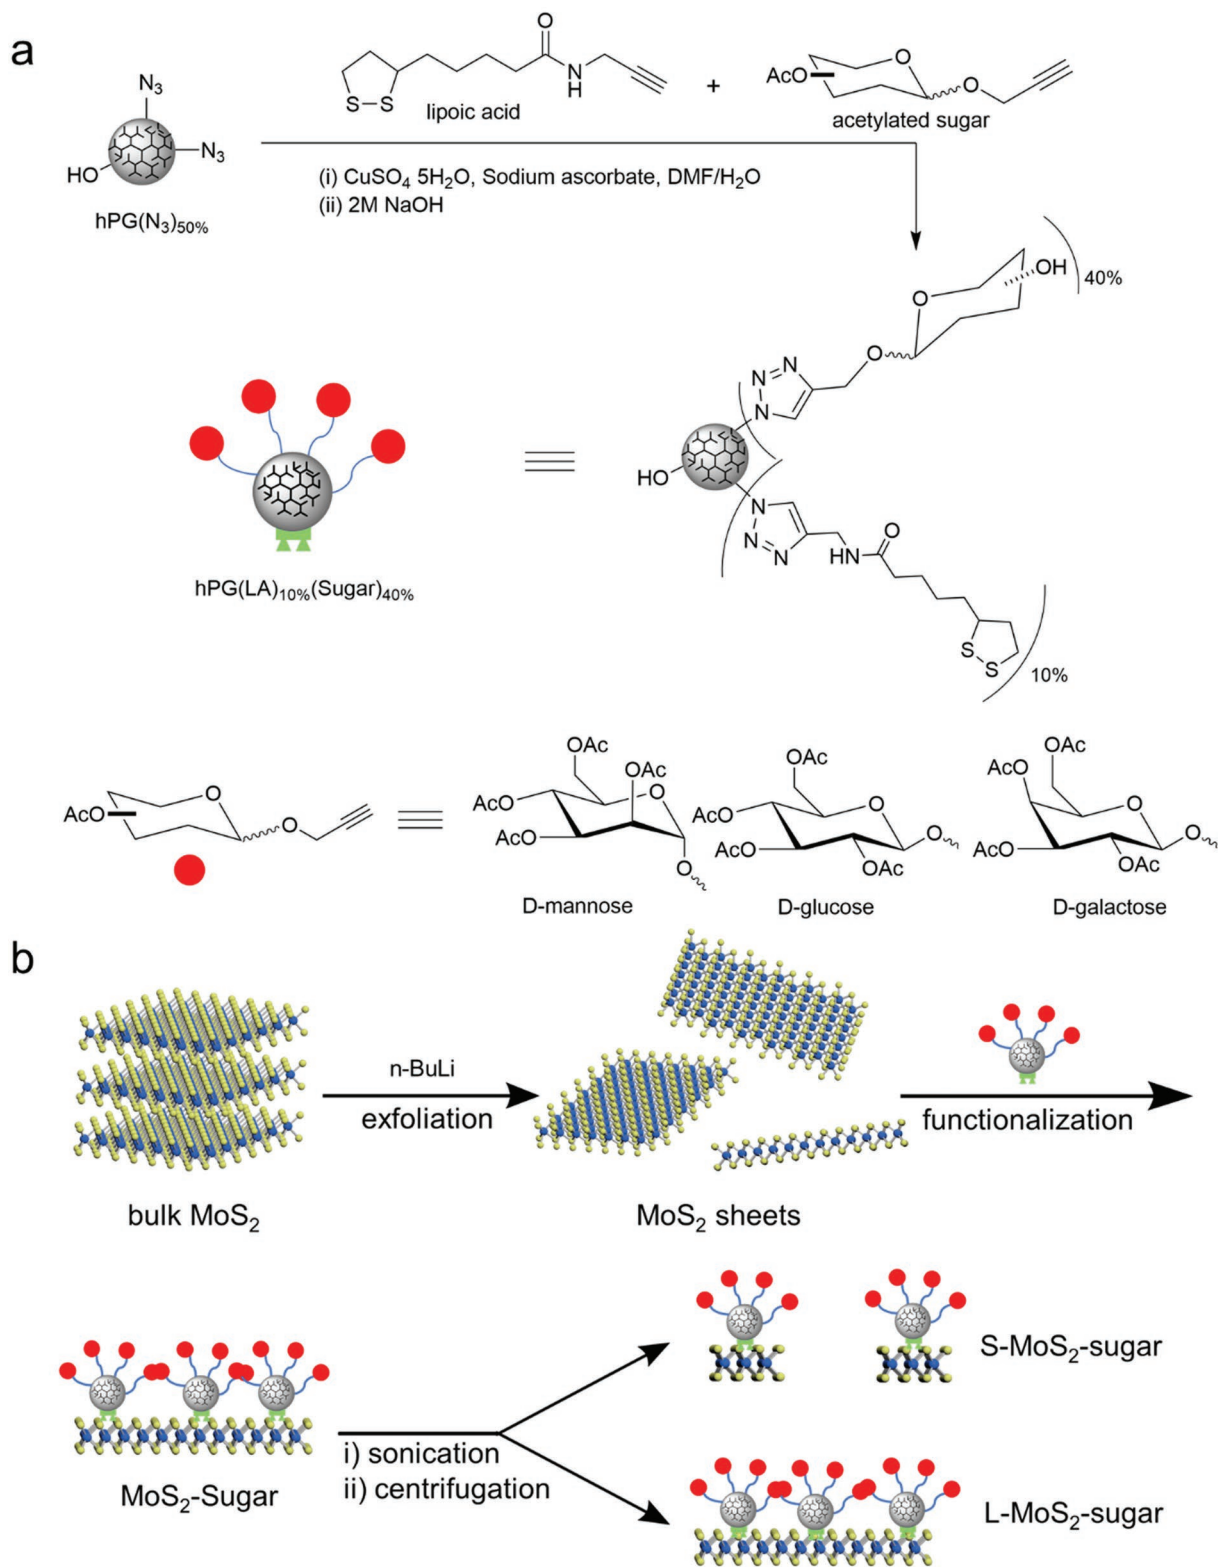 a
O
N
H
S S
lipoic acid
+
AcO
O
O
acetylated sugar
N3
N3
HO
hPG(N3)50%
(i) CuSO4 5H2O, Sodium ascorbate, DMF/H2O
(ii) 2M NaOH
OH
40%
O
O
N N
N
HO
N
N N
HN
O
S
S
10%
hPG(LA)10%(Sugar)40%
AcO
O
O
OAc
OAc
AcO
O
AcO
O
D-mannose
OAc
AcO
O
AcO
OAc
O
D-glucose
OAc
AcO
O
AcO
OAc
O
D-galactose
b
n-BuLi
exfoliation
functionalization
bulk MoS2
MoS2 sheets
S-MoS2-sugar
i) sonication
ii) centrifugation
MoS2-Sugar
L-MoS2-sugar